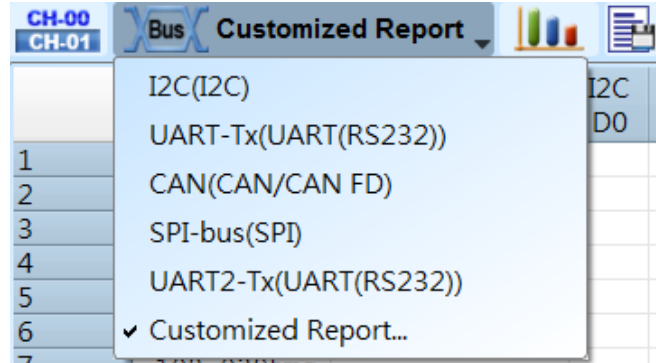 CH-00
CH-01
Bus
Customized Report
I2C(I2C)
UART-Tx(UART(RS232))
CAN(CAN/CAN FD)
SPI-bus(SPI)
UART2-Tx(UART(RS232))
✓ Customized Report...
I2C
D0
1
2
3
4
5
6
7